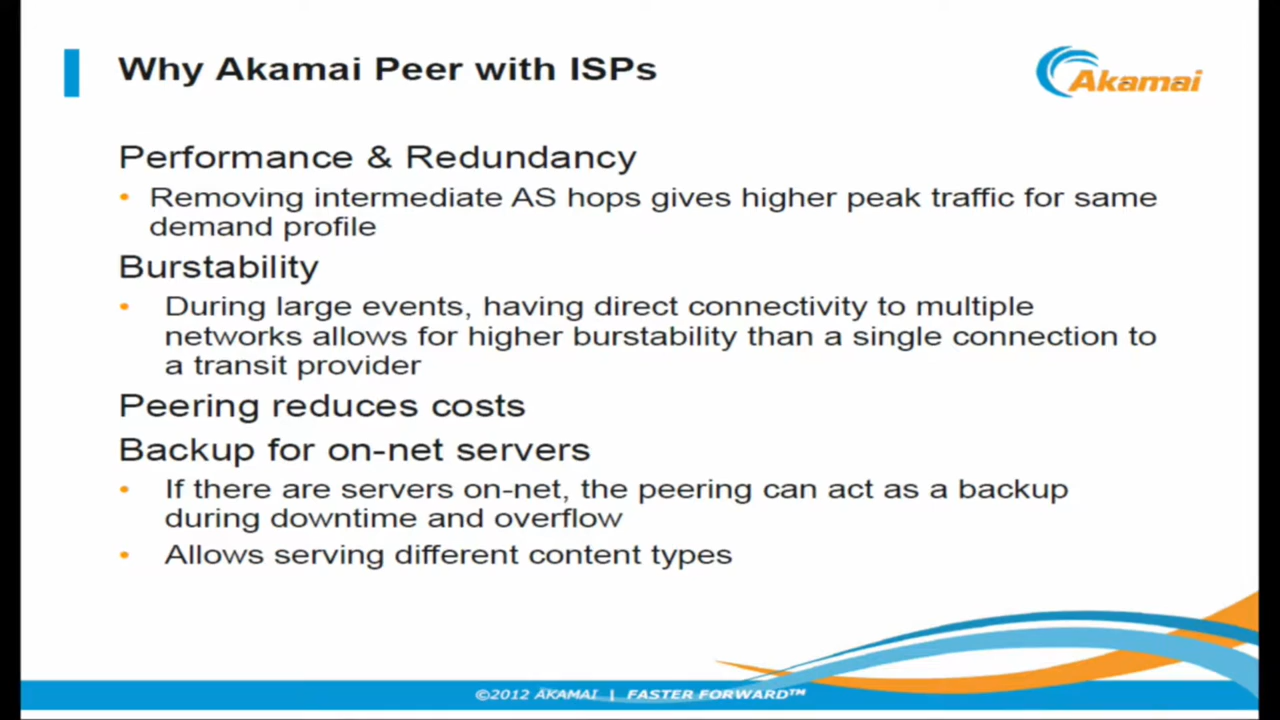 Why Akamai Peer with ISPs
Akamai
Performance & Redundancy
• Removing intermediate AS hops gives higher peak traffic for same
demand profile
Burstability
• During large events, having direct connectivity to multiple
networks allows for higher burstability than a single connection to
a transit provider
Peering reduces costs
Backup for on-net servers
• If there are servers on-net, the peering can act as a backup
during downtime and overflow
• Allows serving different content types
©2012 AKAMAI | FASTER FORWARD™